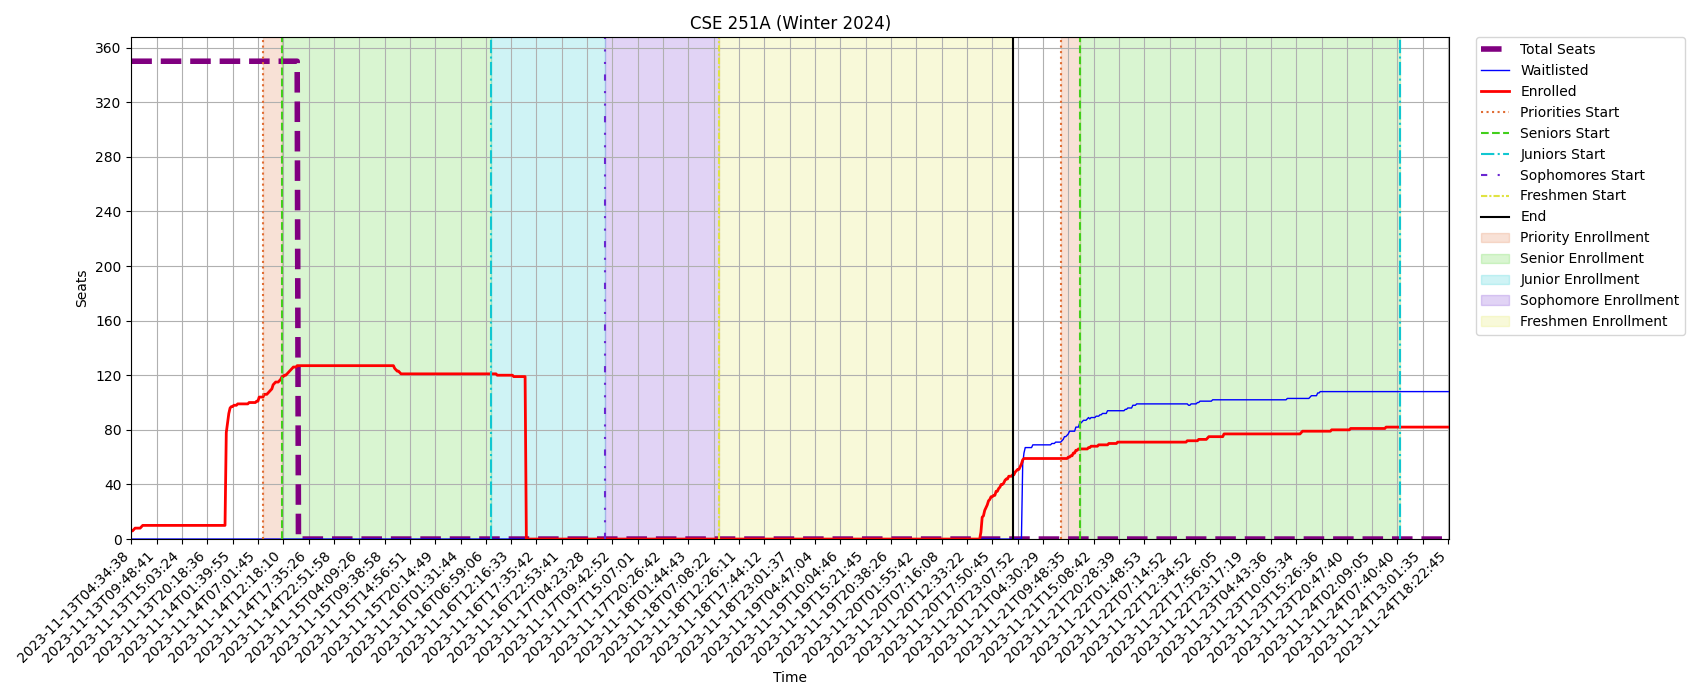 CSE 251A (Winter 2024)
Seats
360
320
280
240
200
160
120
80
40
0
2023-11-13T04:34:38
2023-11-13T09:48:41
2023-11-13T15:03:24
2023-11-13T20:18:36
2023-11-14T01:39:55
2023-11-14T07:01:45
2023-11-14T12:18:10
2023-11-14T17:35:26
2023-11-14T22:51:58
2023-11-15T04:09:26
2023-11-15T09:38:58
2023-11-15T14:56:51
2023-11-15T20:14:49
2023-11-16T01:31:44
2023-11-16T06:59:06
2023-11-16T12:16:33
2023-11-16T17:35:42
2023-11-16T22:53:41
2023-11-17T04:23:28
2023-11-17T09:42:52
2023-11-17T15:07:01
2023-11-17T20:26:42
2023-11-18T01:44:43
2023-11-18T07:08:22
2023-11-18T12:26:11
2023-11-18T17:44:12
2023-11-18T23:01:37
2023-11-19T04:47:04
2023-11-19T10:04:46
2023-11-19T15:21:45
2023-11-19T20:38:26
2023-11-20T01:55:42
2023-11-20T07:16:08
2023-11-20T12:33:22
2023-11-20T17:50:45
2023-11-20T23:07:52
2023-11-21T04:30:29
2023-11-21T09:48:35
2023-11-21T15:08:42
2023-11-21T20:28:39
2023-11-22T01:48:53
2023-11-22T07:14:52
2023-11-22T12:34:52
2023-11-22T17:56:05
2023-11-22T23:17:19
2023-11-23T04:43:36
2023-11-23T10:05:34
2023-11-23T15:26:36
2023-11-23T20:47:40
2023-11-24T02:09:05
2023-11-24T07:40:40
2023-11-24T13:01:35
2023-11-24T18:22:45
Time
Total Seats
Waitlisted
Enrolled
Priorities Start
Seniors Start
Juniors Start
Sophomores Start
Freshmen Start
End
Priority Enrollment
Senior Enrollment
Junior Enrollment
Sophomore Enrollment
Freshmen Enrollment